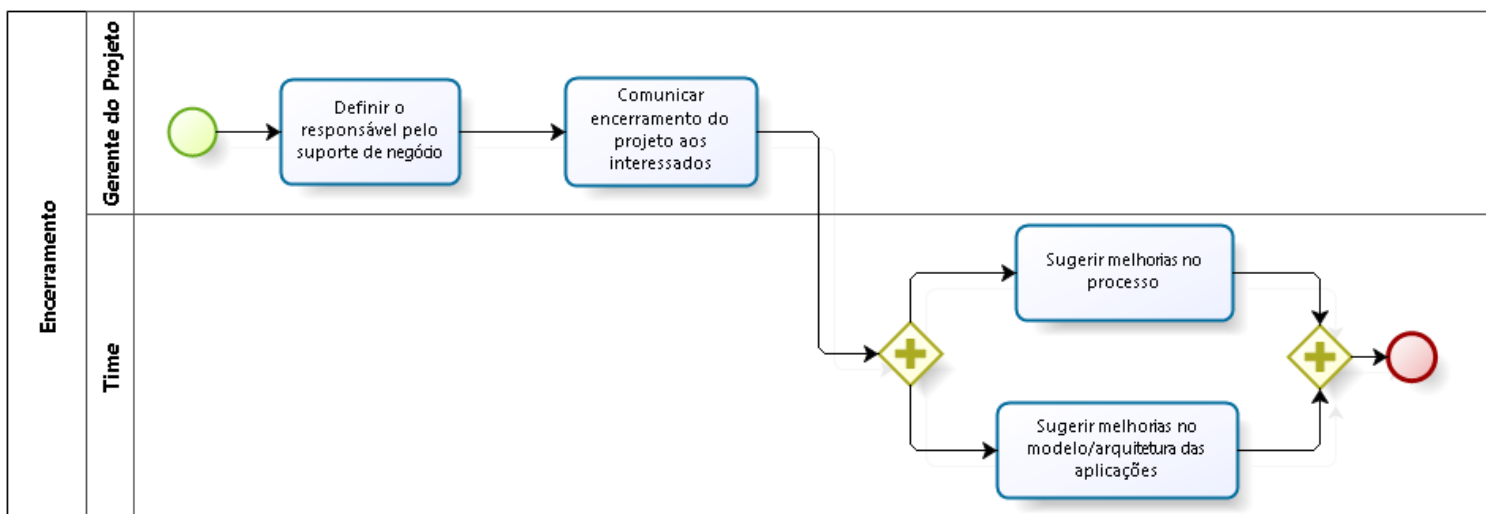 Encerramento
Gerente do Projeto
Definir o
responsável pelo
suporte de negócio
Comunicar
encerramento do
projeto aos
interessados
Time
Sugerir melhorias no
processo
Sugerir melhorias no
modelo/arquitetura das
aplicações